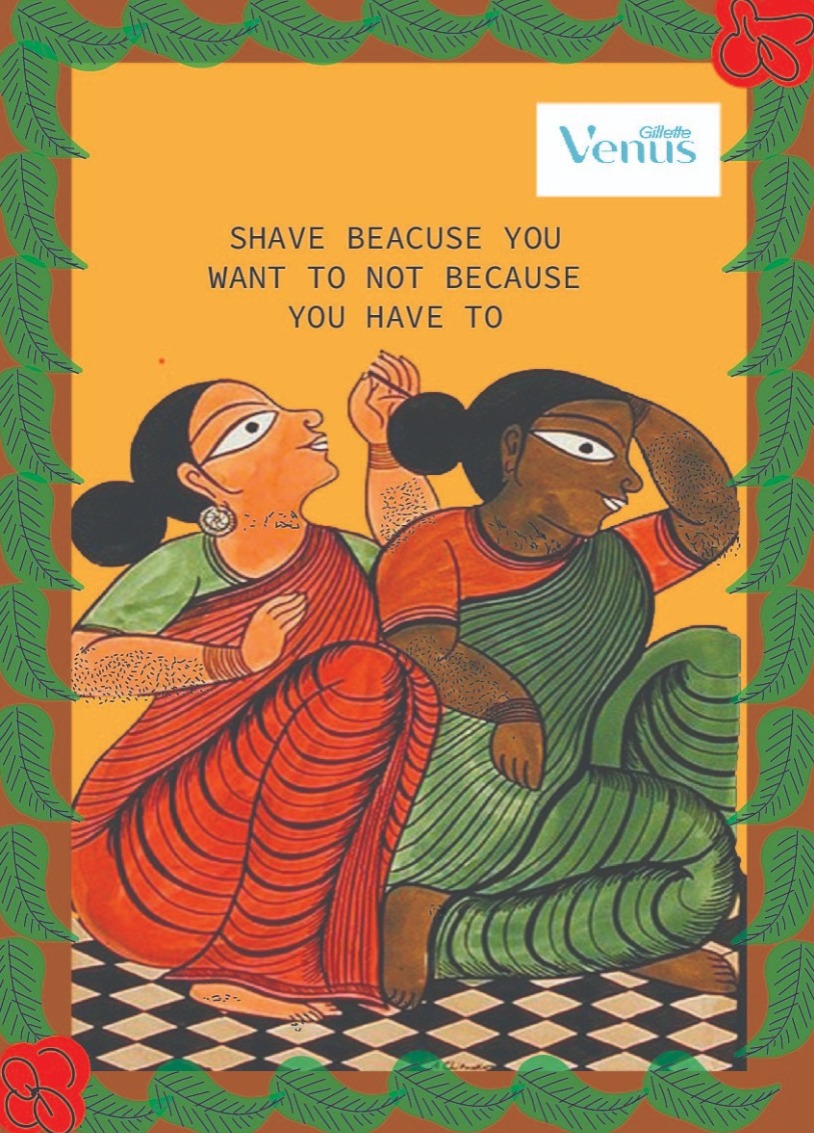 Gillette
Venus
SHAVE BEACUSE YOU
WANT TO NOT BECAUSE
YOU HAVE TO